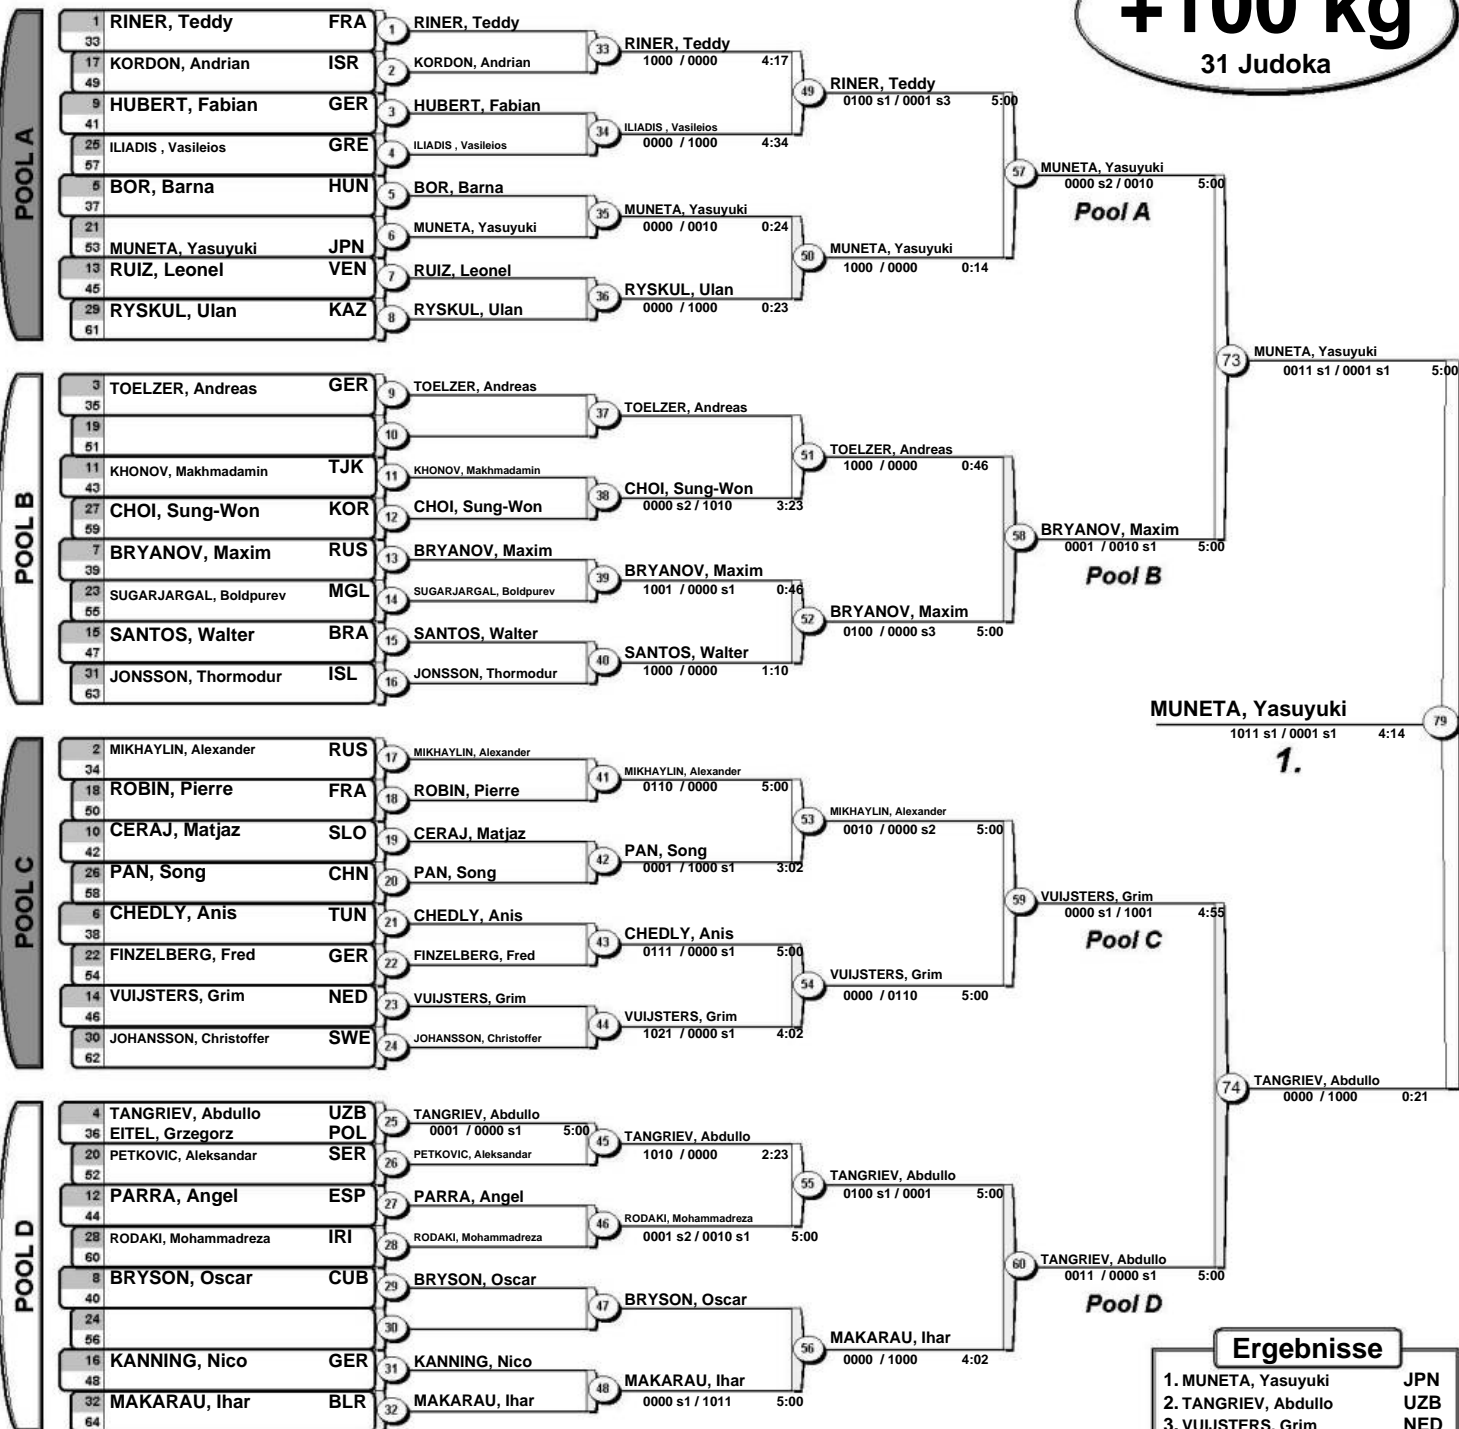 +100 kg
31 Judoka
POOL A
1 RINER, Teddy FRA
33
17 KORDON, Andrian ISR
49
9 HUBERT, Fabian GER
41
25 ILIADIS , Vasileios GRE
57
5 BOR, Barna HUN
37
21
53 MUNETA, Yasuyuki JPN
13 RUIZ, Leonel VEN
45
29 RYSKUL, Ulan KAZ
61
1 RINER, Teddy
2 KORDON, Andrian
3 HUBERT, Fabian
4 ILIADIS , Vasileios
5 BOR, Barna
6 MUNETA, Yasuyuki
7 RUIZ, Leonel
8 RYSKUL, Ulan
33 RINER, Teddy
1000 / 0000 4:17
34 ILIADIS , Vasileios
0000 / 1000 4:34
35 MUNETA, Yasuyuki
0000 / 0010 0:24
36 RYSKUL, Ulan
0000 / 1000 0:23
49 RINER, Teddy
0100 s1 / 0001 s3 5:00
50 MUNETA, Yasuyuki
1000 / 0000 0:14
57 MUNETA, Yasuyuki
0000 s2 / 0010 5:00
Pool A
POOL B
3 TOELZER, Andreas GER
35
19
51
11 KHONOV, Makhmadamin TJK
43
27 CHOI, Sung-Won KOR
59
7 BRYANOV, Maxim RUS
39
23 SUGARJARGAL, Boldpurev MGL
55
15 SANTOS, Walter BRA
47
31 JONSSON, Thormodur ISL
63
9 TOELZER, Andreas
10
11 KHONOV, Makhmadamin
12 CHOI, Sung-Won
13 BRYANOV, Maxim
14 SUGARJARGAL, Boldpurev
15 SANTOS, Walter
16 JONSSON, Thormodur
37 TOELZER, Andreas
38 CHOI, Sung-Won
0000 s2 / 1010 3:23
39 BRYANOV, Maxim
1001 / 0000 s1 0:46
40 SANTOS, Walter
1000 / 0000 1:10
51 TOELZER, Andreas
1000 / 0000 0:46
52 BRYANOV, Maxim
0100 / 0000 s3 5:00
58 BRYANOV, Maxim
0001 / 0010 s1 5:00
Pool B
73 MUNETA, Yasuyuki
0011 s1 / 0001 s1 5:00
MUNETA, Yasuyuki 79
1011 s1 / 0001 s1 4:14
1.
POOL C
2 MIKHAYLIN, Alexander RUS
34
18 ROBIN, Pierre FRA
50
10 CERAJ, Matjaz SLO
42
26 PAN, Song CHN
58
6 CHEDLY, Anis TUN
38
22 FINZELBERG, Fred GER
54
14 VUIJSTERS, Grim NED
46
30 JOHANSSON, Christoffer SWE
62
17 MIKHAYLIN, Alexander
18 ROBIN, Pierre
19 CERAJ, Matjaz
20 PAN, Song
21 CHEDLY, Anis
22 FINZELBERG, Fred
23 VUIJSTERS, Grim
24 JOHANSSON, Christoffer
41 MIKHAYLIN, Alexander
0110 / 0000 5:00
42 PAN, Song
0001 / 1000 s1 3:02
43 CHEDLY, Anis
0111 / 0000 s1 5:00
44 VUIJSTERS, Grim
1021 / 0000 s1 4:02
53 MIKHAYLIN, Alexander
0010 / 0000 s2 5:00
54 VUIJSTERS, Grim
0000 / 0110 5:00
59 VUIJSTERS, Grim
0000 s1 / 1001 4:55
Pool C
POOL D
4 TANGRIEV, Abdullo UZB
36 EITEL, Grzegorz POL
20 PETKOVIC, Aleksandar SER
52
12 PARRA, Angel ESP
44
28 RODAKI, Mohammadreza IRI
60
8 BRYSON, Oscar CUB
40
24
56
16 KANNING, Nico GER
48
32 MAKARAU, Ihar BLR
64
25 TANGRIEV, Abdullo
0001 / 0000 s1 5:00
26 PETKOVIC, Aleksandar
27 PARRA, Angel
28 RODAKI, Mohammadreza
29 BRYSON, Oscar
30
31 KANNING, Nico
32 MAKARAU, Ihar
45 TANGRIEV, Abdullo
1010 / 0000 2:23
46 RODAKI, Mohammadreza
0001 s2 / 0010 s1 5:00
47 BRYSON, Oscar
48 MAKARAU, Ihar
0000 s1 / 1011 5:00
55 TANGRIEV, Abdullo
0100 s1 / 0001 5:00
56 MAKARAU, Ihar
0000 / 1000 4:02
60 TANGRIEV, Abdullo
0011 / 0000 s1 5:00
Pool D
74 TANGRIEV, Abdullo
0000 / 1000 0:21
Ergebnisse
1. MUNETA, Yasuyuki JPN
2. TANGRIEV, Abdullo UZB
3. VUIJSTERS, Grim NED